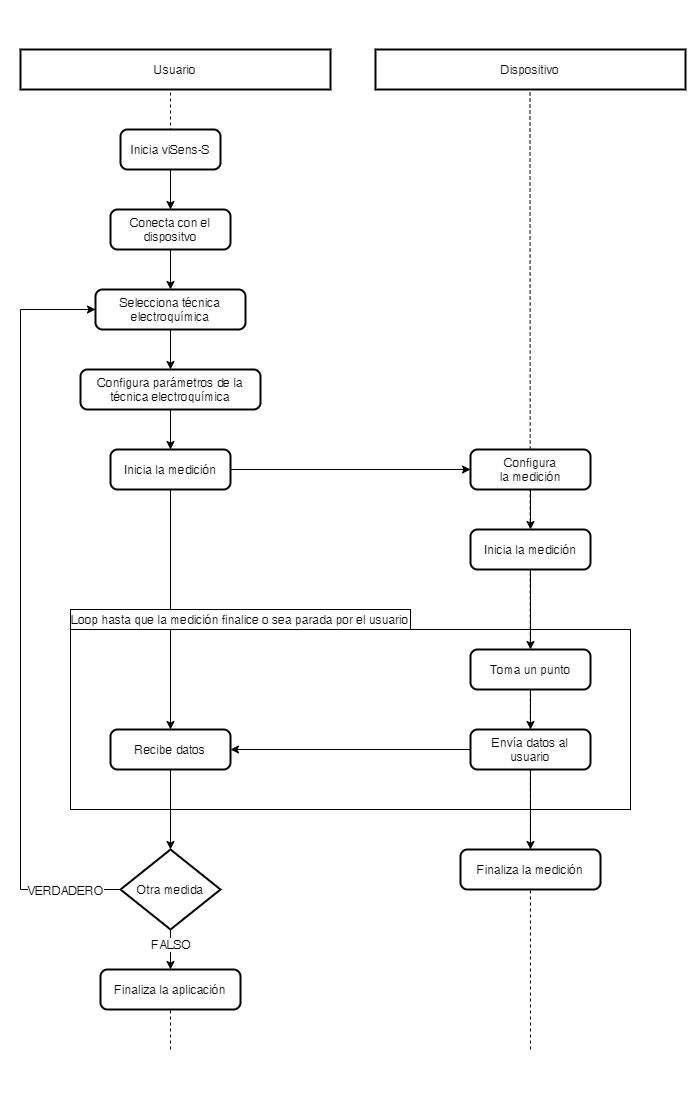 Usuario
Dispositivo
Inicia viSens-S
Conecta con el
dispositvo
Selecciona técnica
electroquímica
Configura parámetros de la
técnica electroquímica
Inicia la medición
Configura
la medición
Inicia la medición
Loop hasta que la medición finalice o sea parada por el usuario
Toma un punto
Recibe datos
Envía datos al
usuario
Otra medida
VERDADERO
Finaliza la medición
FALSO
Finaliza la aplicación